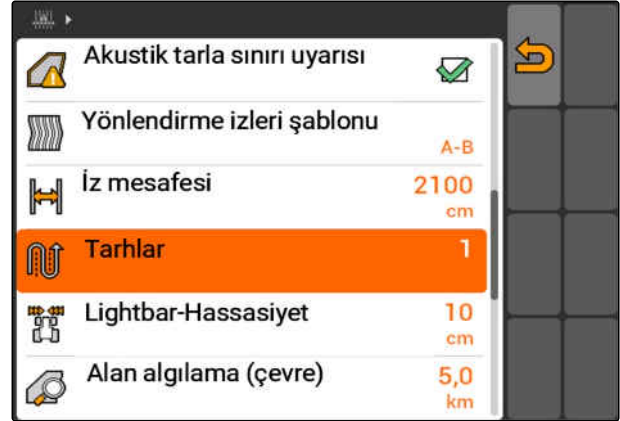 Akustik tarla sınırı uyarısı
Yönlendirme izleri şablonu
A-B
İz mesafesi
2100
cm
Tarhlar
1
Lightbar-Hassasiyet
10
cm
Alan algılama (çevre)
5,0
km